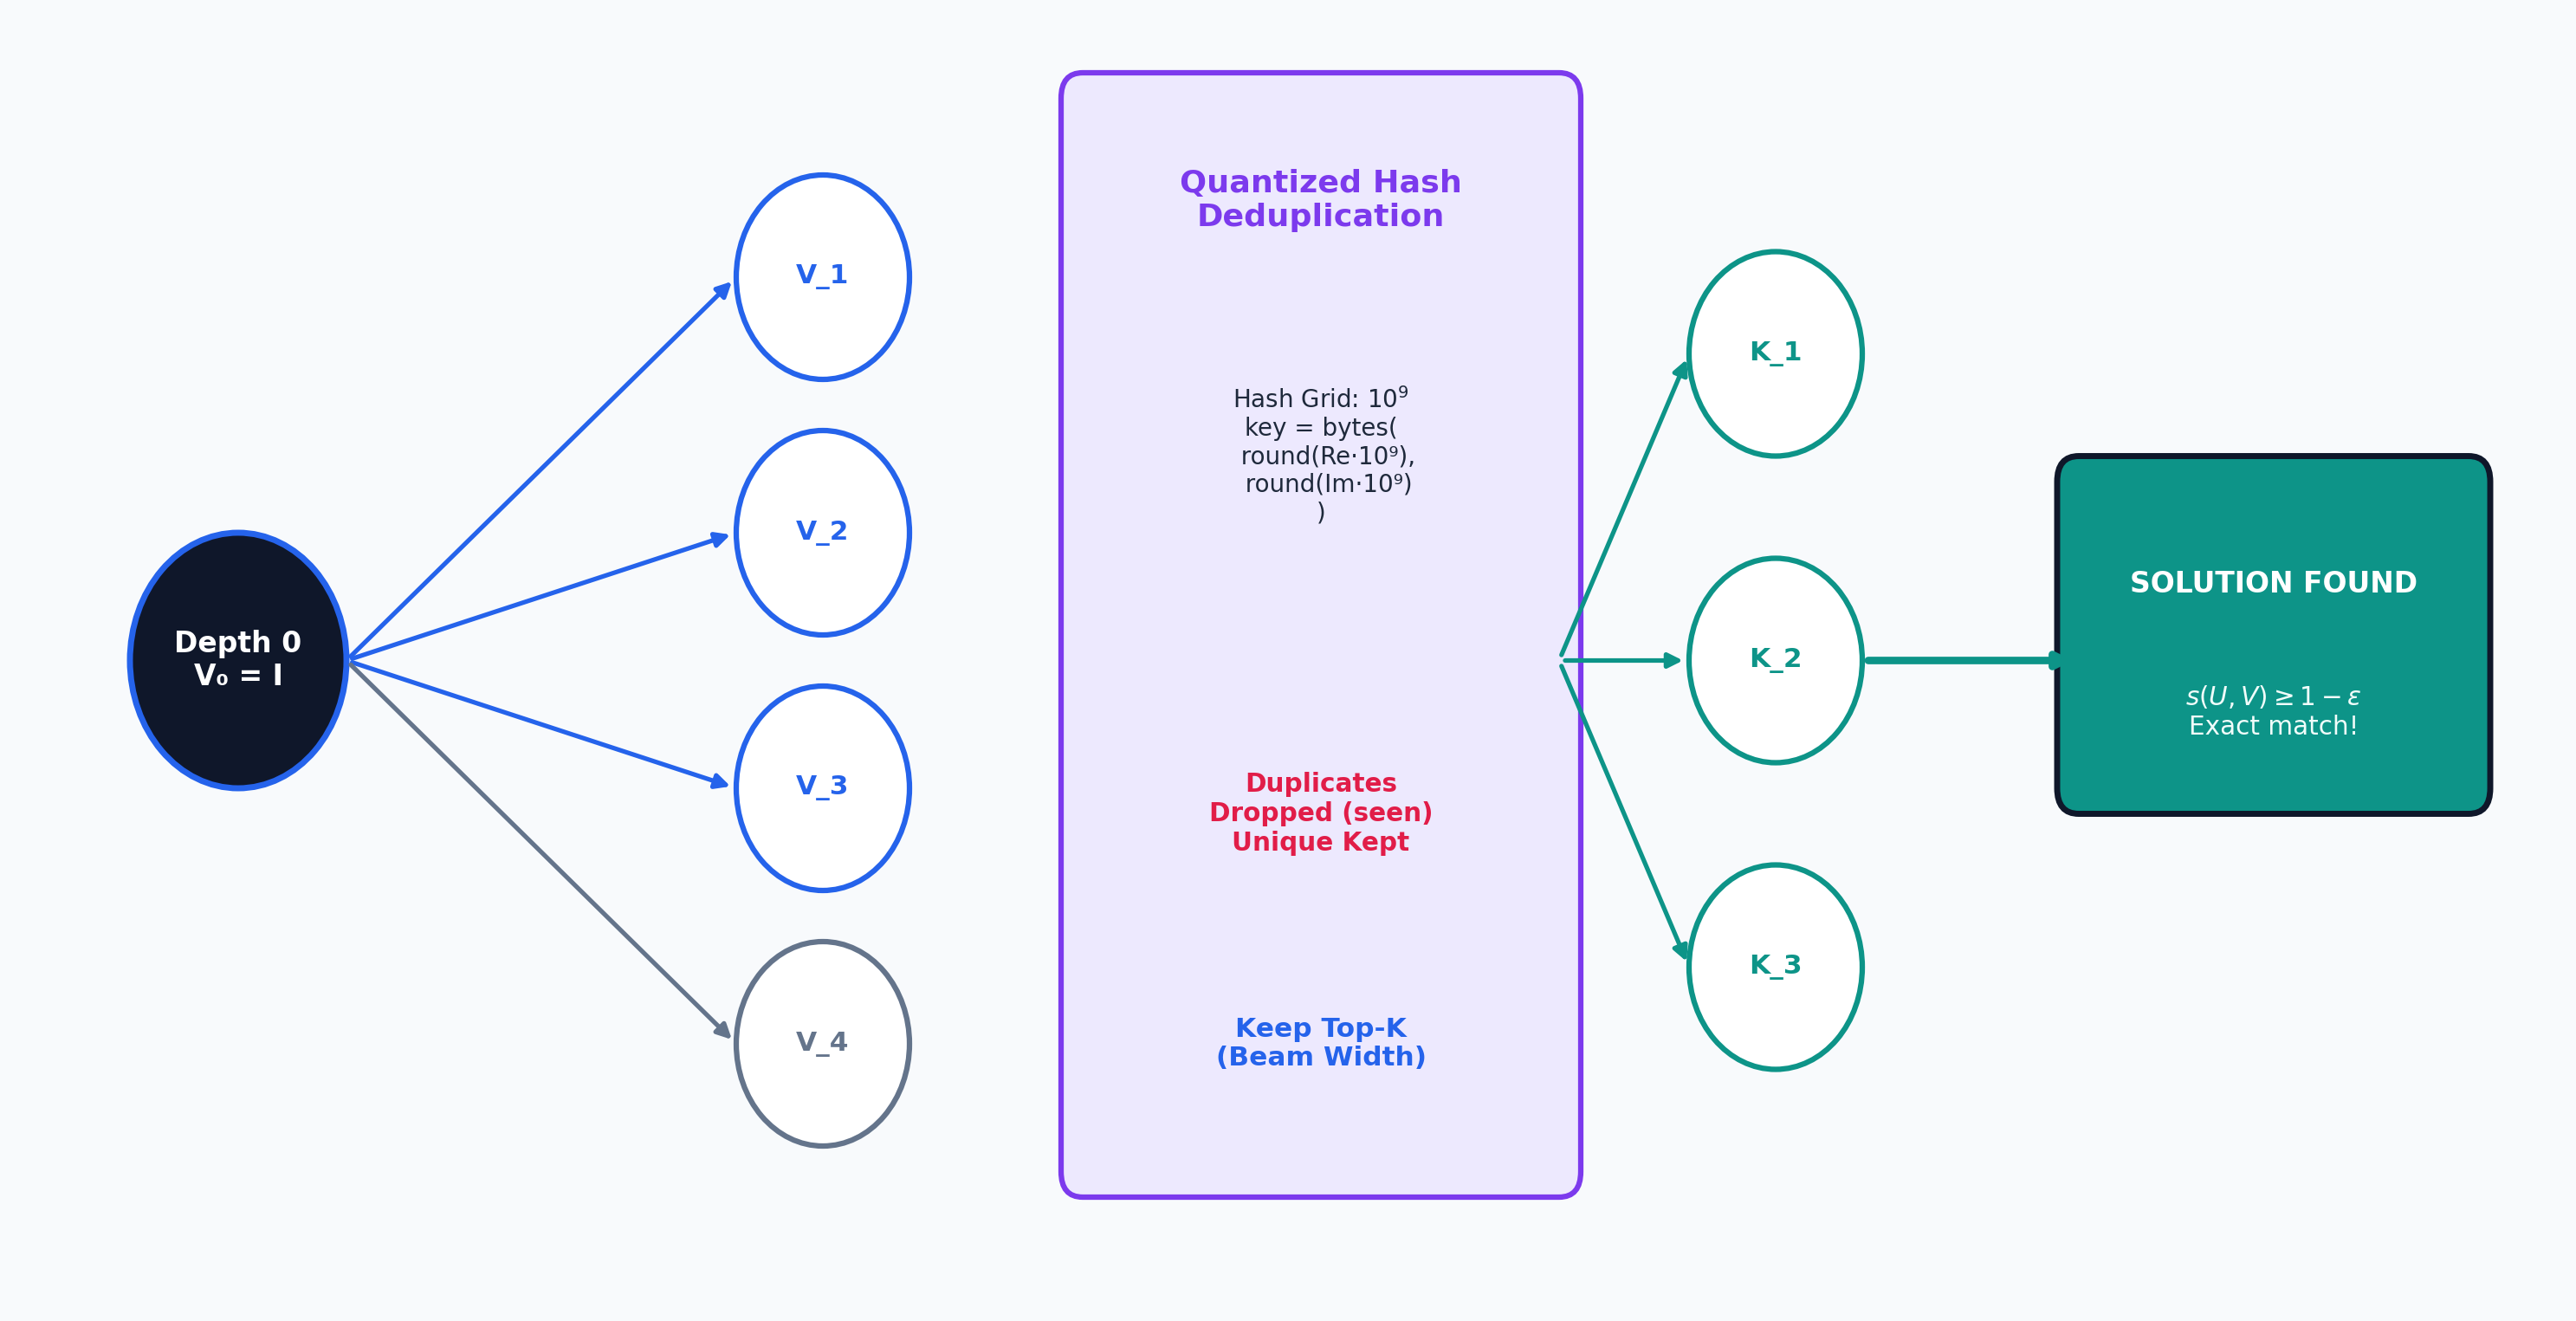 Depth 0
V₀ = I
V_1
V_2
V_3
V_4
Quantized Hash
Deduplication
Hash Grid: 10⁹
key = bytes(
round(Re·10⁹),
round(Im·10⁹)
)
Duplicates
Dropped (seen)
Unique Kept
Keep Top-K
(Beam Width)
K_1
K_2
K_3
SOLUTION FOUND
s(U, V) ≥ 1 − ε
Exact match!